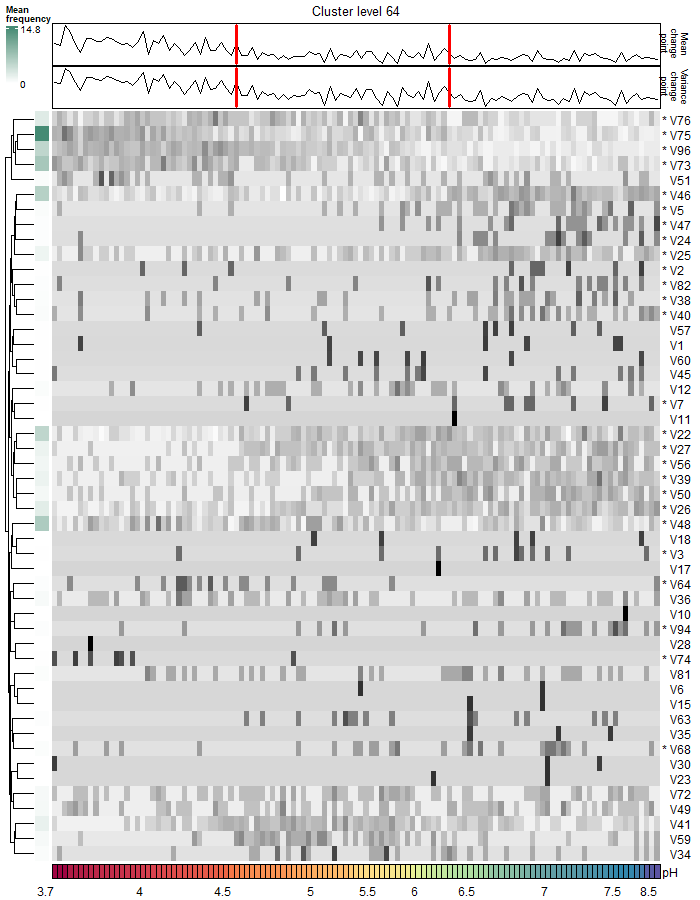 Mean
frequency
14.8
0
Cluster level 64
Mean
change
point
Variance
change
point
* V76
* V75
* V96
* V73
V51
* V46
* V5
* V47
* V24
* V25
* V2
* V82
* V38
* V40
V57
V1
V60
V45
V12
* V7
V11
* V22
* V27
* V56
* V39
* V50
* V26
* V48
V18
* V3
V17
* V64
V36
V10
* V94
V28
* V74
V81
V6
V15
V63
V35
* V68
V30
V23
V72
V49
V41
V59
V34
pH
3.7 4 4.5 5 5.5 6 6.5 7 7.5 8.5